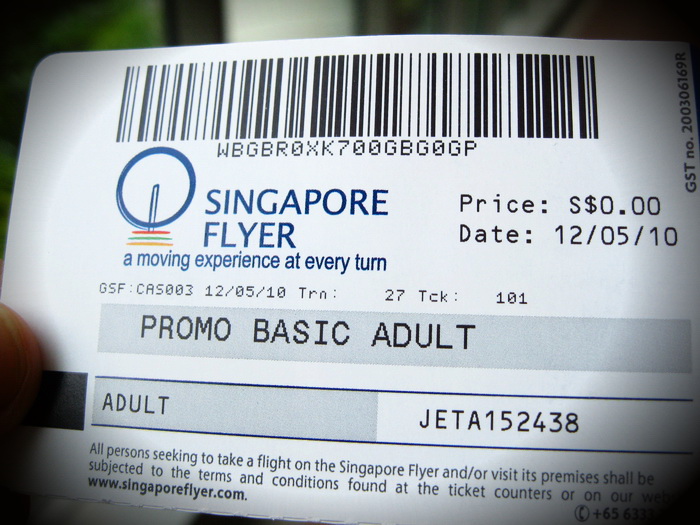 WBGBR0XK700GBG0GP
GST no. 200306169R
SINGAPORE
FLYER
a moving experience at every turn
Price: S$0.00
Date: 12/05/10
GSF:CAS003 12/05/10 Trn: 27 Tck: 101
PROMO BASIC ADULT
ADULT JETA152438
All persons seeking to take a flight on the Singapore Flyer and/or visit its premises shall be
subjected to the terms and conditions found at the ticket counters or on our web
www.singaporeflyer.com.
+65 6333